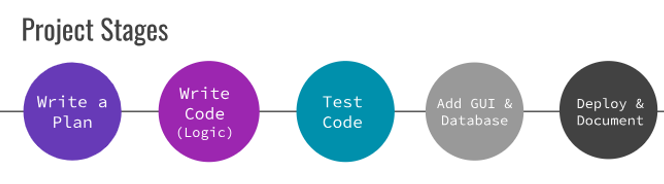 Project Stages
Write a
Plan
Write
Code
(Logic)
Test
Code
Add GUI &
Database
Deploy &
Document